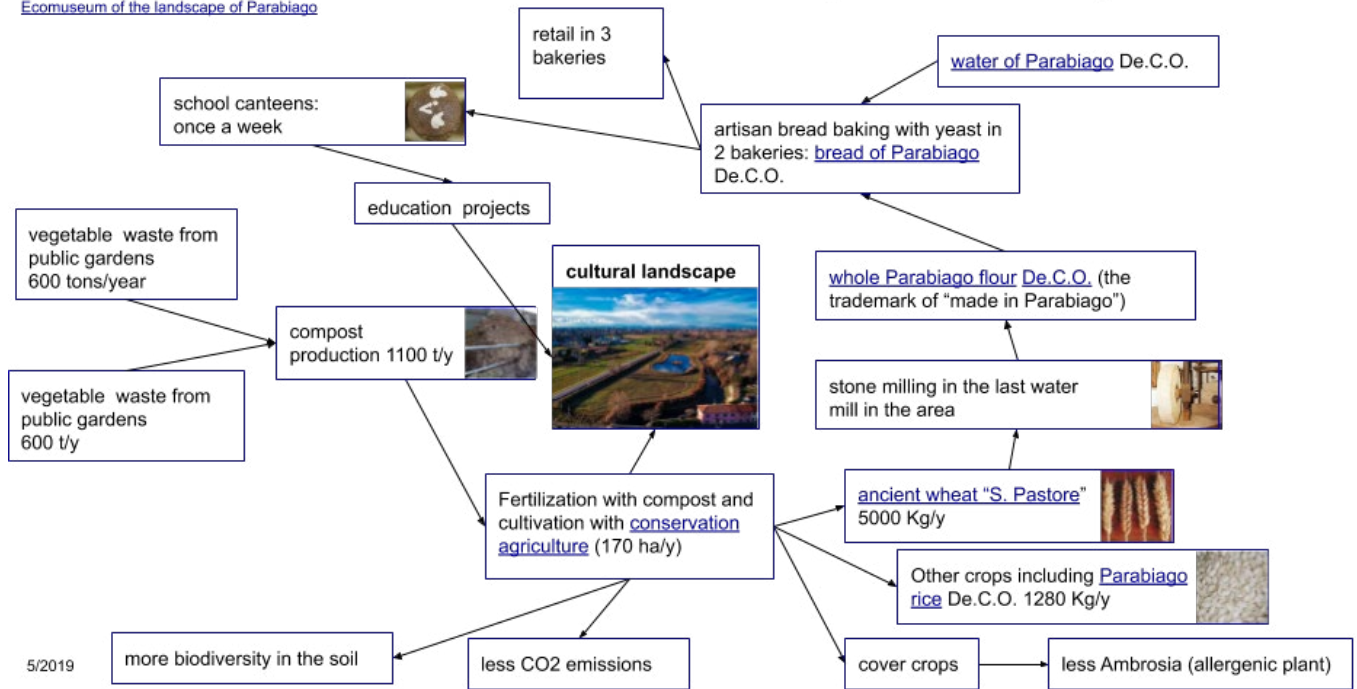 Ecomuseum of the landscape of Parabiago
retail in 3
bakeries
water of Parabiago De.C.O.
school canteens:
once a week
artisan bread baking with yeast in
2 bakeries: bread of Parabiago
De.C.O.
education  projects
vegetable  waste from
public gardens
600 tons/year
cultural landscape
whole Parabiago flour De.C.O. (the
trademark of “made in Parabiago”)
compost
production 1100 t/y
vegetable  waste from
public gardens
600 t/y
stone milling in the last water
mill in the area
Fertilization with compost and
cultivation with conservation
agriculture (170 ha/y)
ancient wheat “S. Pastore”
5000 Kg/y
Other crops including Parabiago
rice De.C.O. 1280 Kg/y
5/2019
more biodiversity in the soil
less CO2 emissions
cover crops
less Ambrosia (allergenic plant)